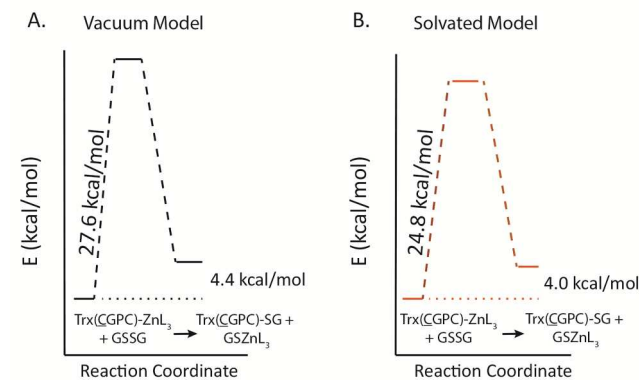 A.
Vacuum Model
E (kcal/mol)
27.6 kcal/mol
4.4 kcal/mol
Trx(CGPC)-ZnL3 Trx(CGPC)-SG +
+ GSSG → GSZnL3
Reaction Coordinate
B.
Solvated Model
E (kcal/mol)
24.8 kcal/mol
4.0 kcal/mol
Trx(CGPC)-ZnL3 Trx(CGPC)-SG +
+ GSSG → GSZnL3
Reaction Coordinate